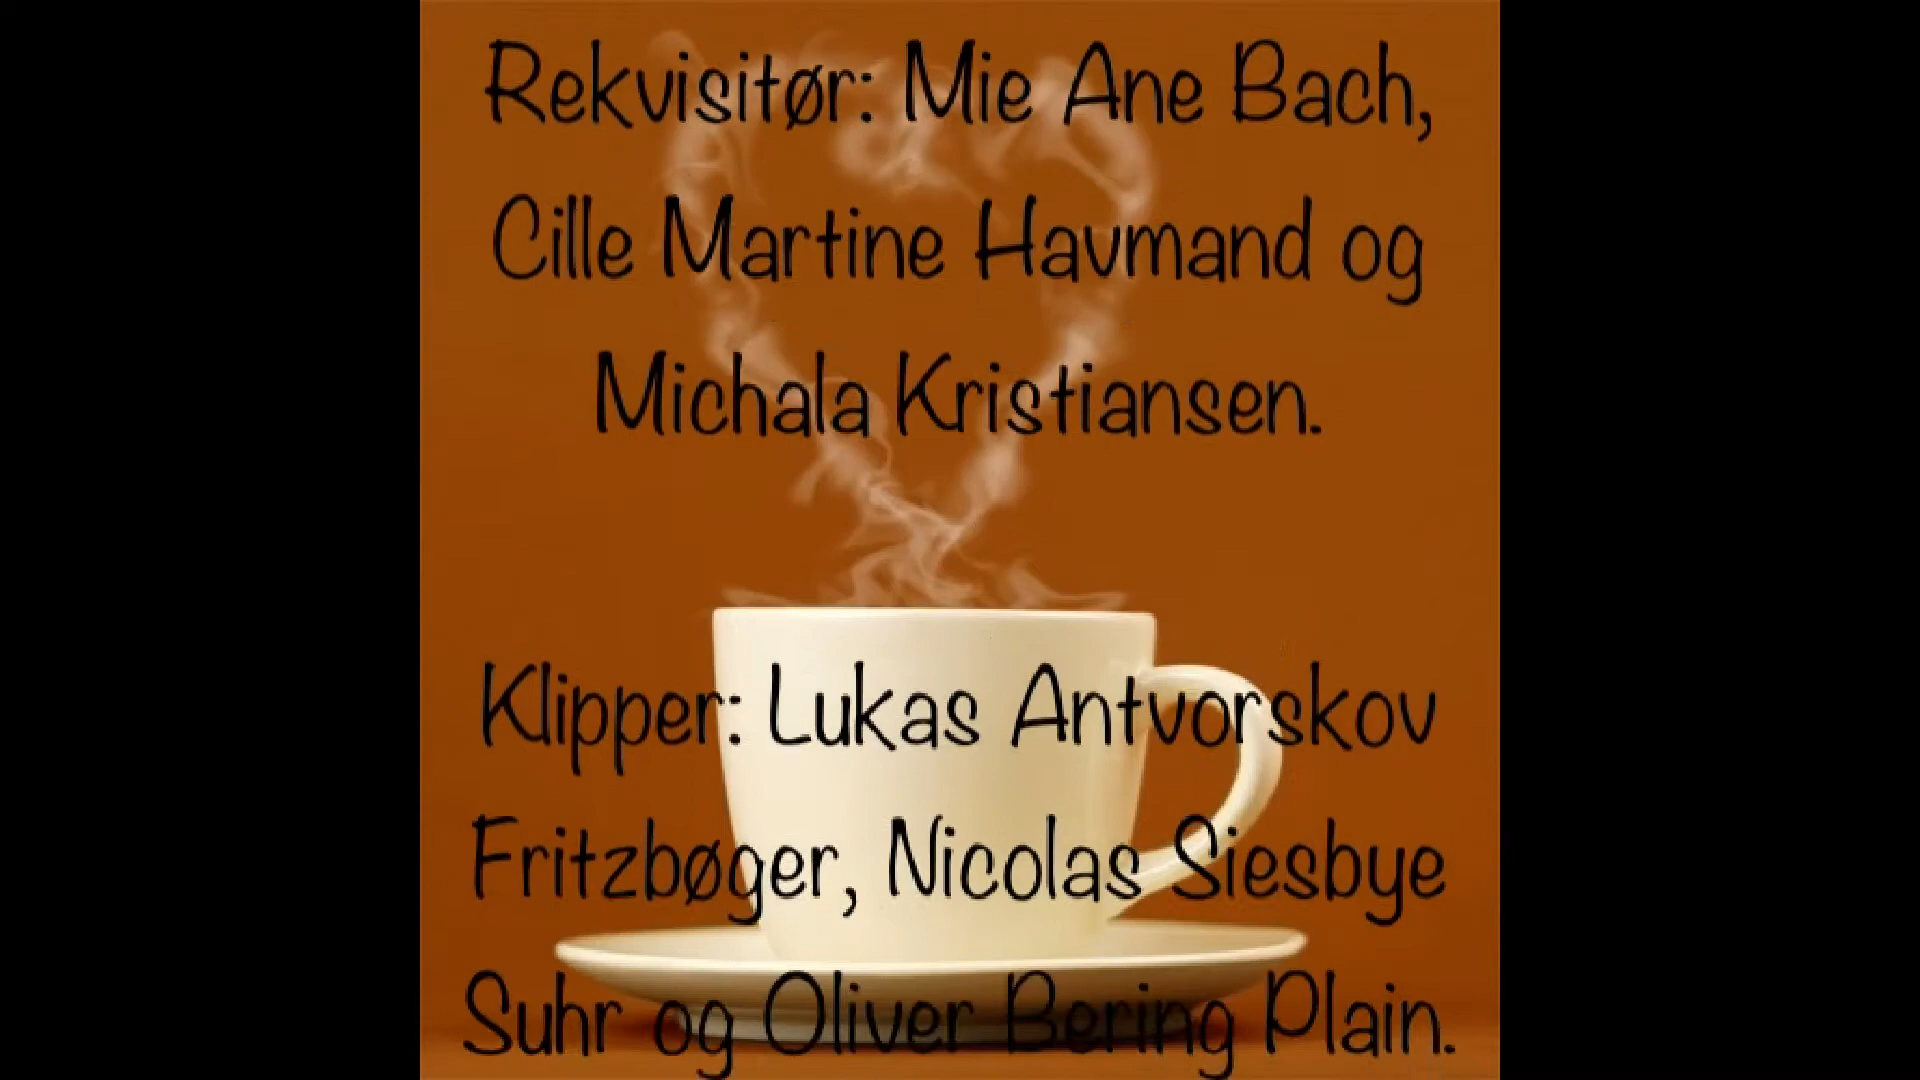 Rekvisitør: Mie Ane Bach,
Cille Martine Havmand og
Michala Kristiansen.
Klipper: Lukas Antvorskov
Fritzbøger, Nicolas Siesbye
Suhr og Oliver Bering Plain.